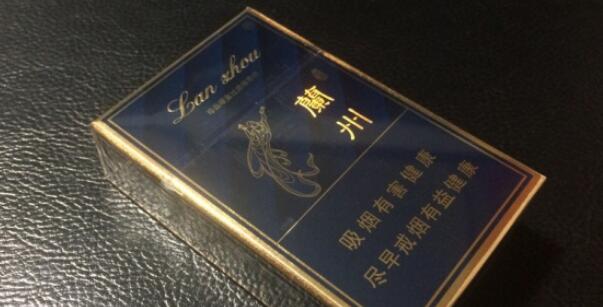 Lan zhou
蘭州
吸烟有害健康
尽早戒烟有益健康